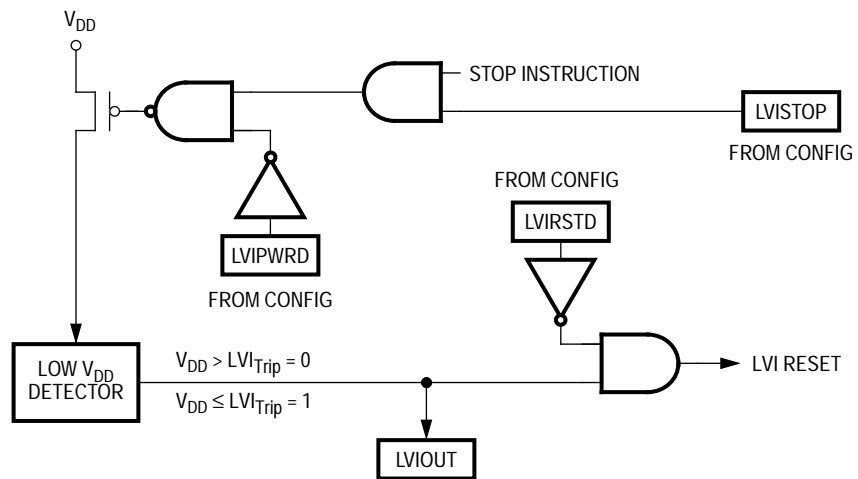 VDD
STOP INSTRUCTION
LVISTOP
FROM CONFIG
FROM CONFIG
LVIRSTD
LVIPWRD
FROM CONFIG
LOW VDD
DETECTOR
VDD > LVITrip = 0
VDD ≤ LVITrip = 1
LVI RESET
LVIOUT